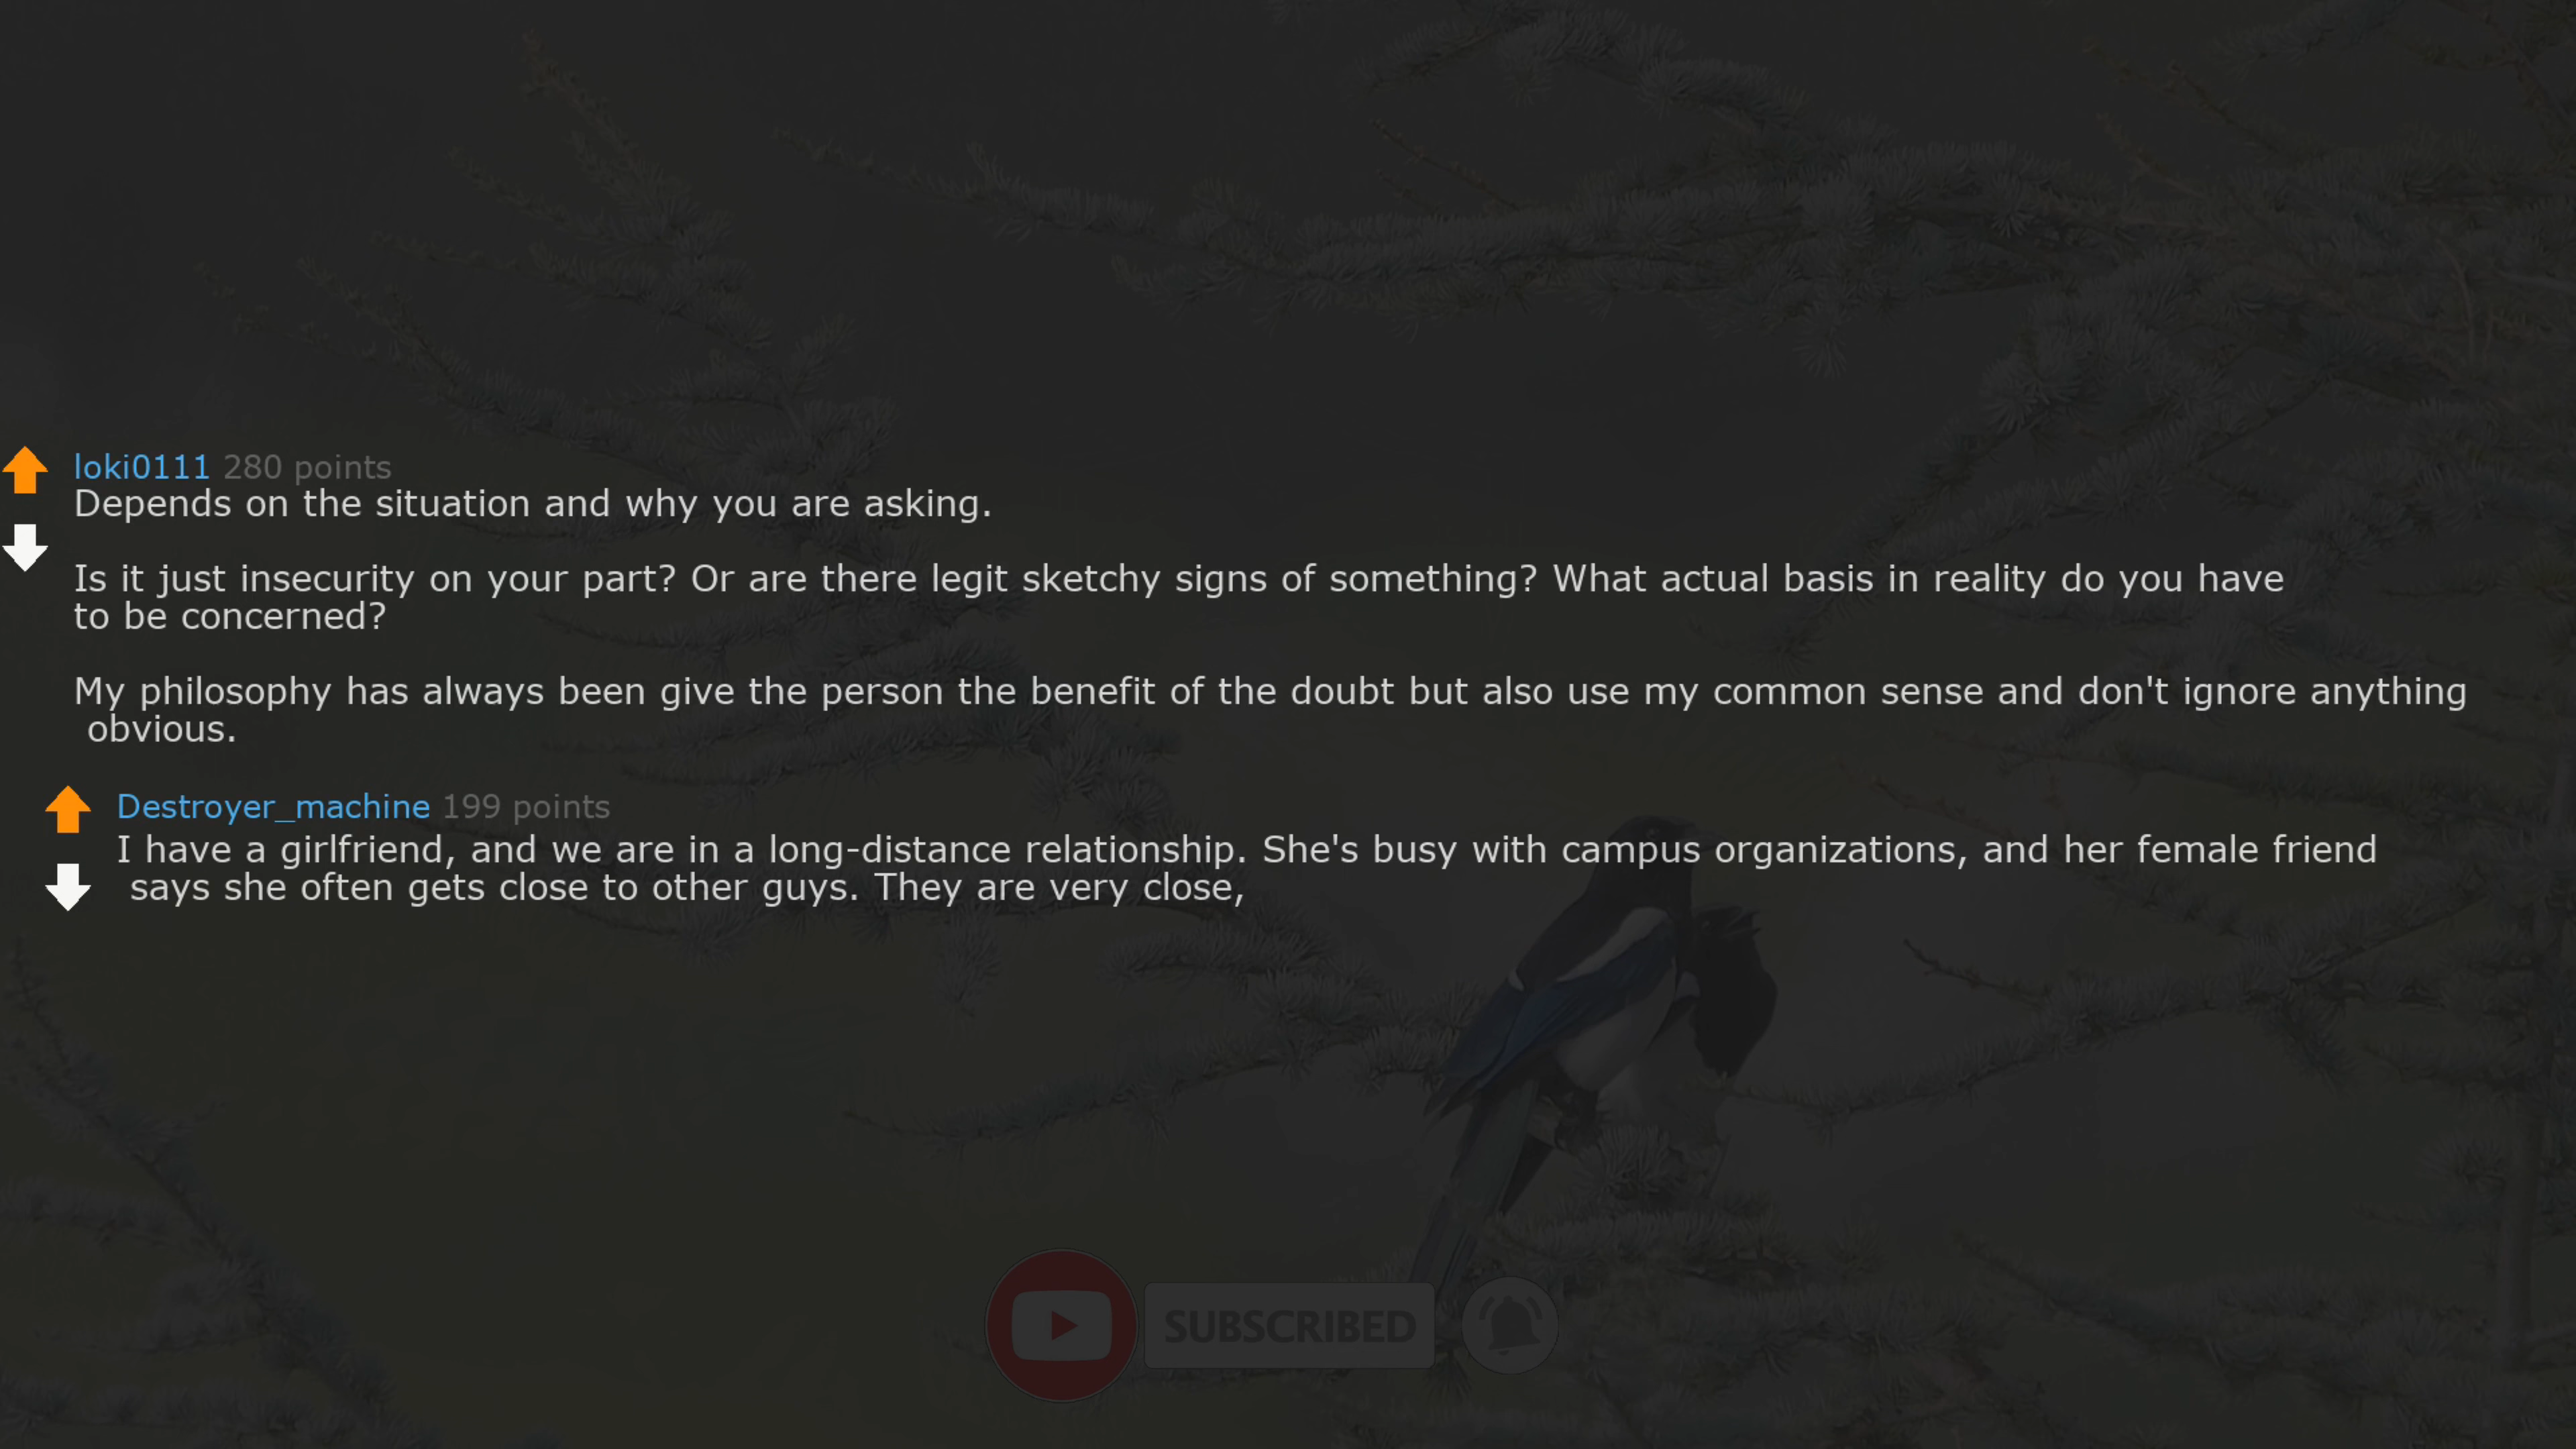 loki0111 280 points
Depends on the situation and why you are asking.
Is it just insecurity on your part? Or are there legit sketchy signs of something? What actual basis in reality do you have
to be concerned?
My philosophy has always been give the person the benefit of the doubt but also use my common sense and don't ignore anything
obvious.
Destroyer_machine 199 points
I have a girlfriend, and we are in a long-distance relationship. She's busy with campus organizations, and her female friend
says she often gets close to other guys. They are very close,
SUBSCRIBED